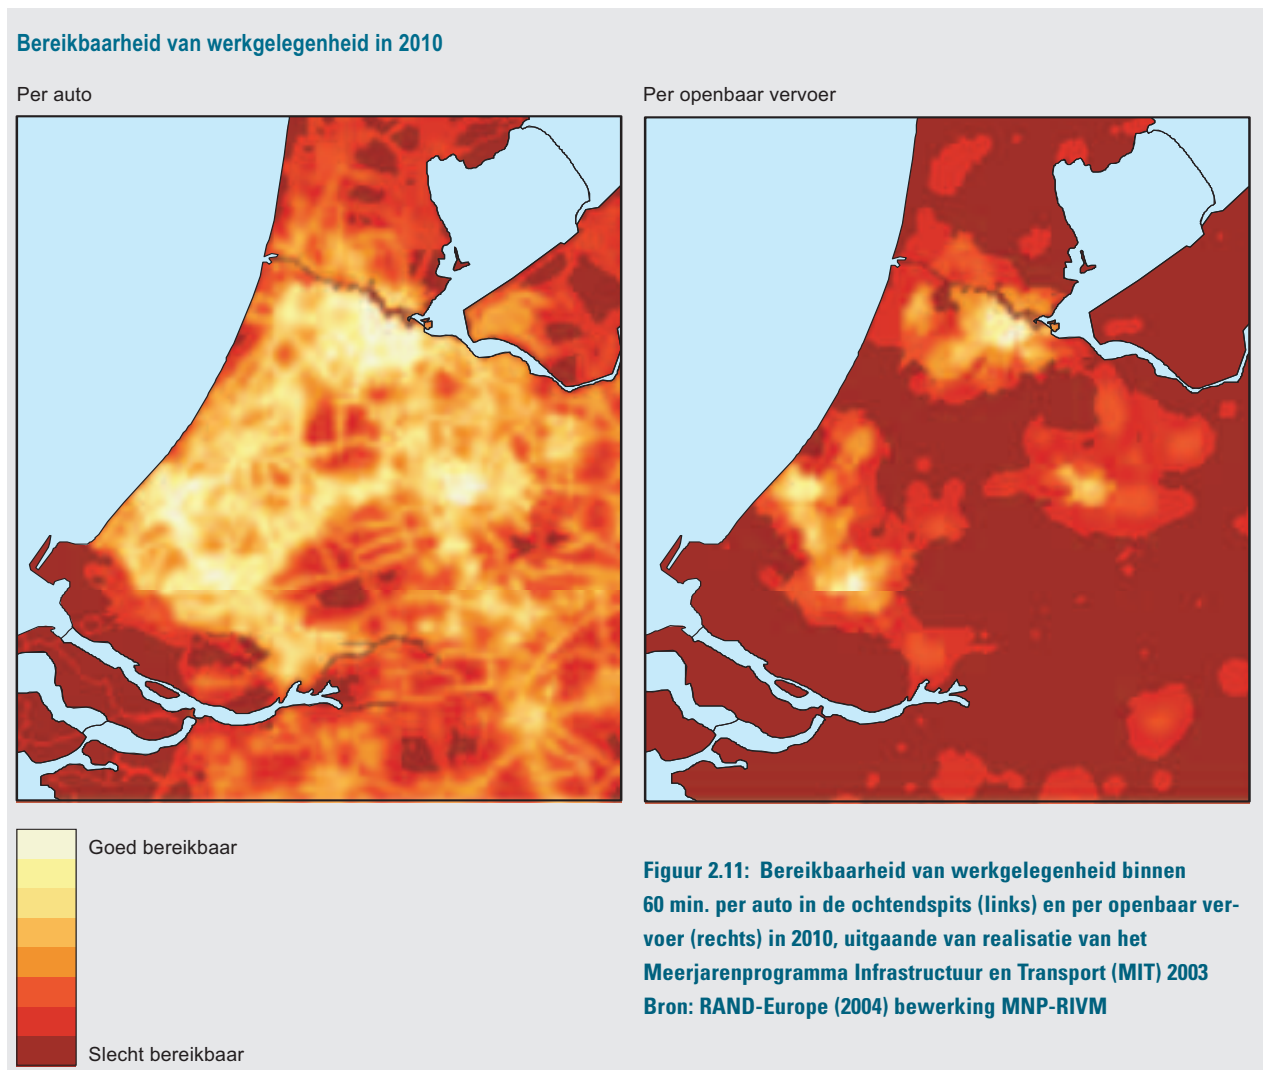 Bereikbaarheid van werkgelegenheid in 2010
Per auto
Per openbaar vervoer
Goed bereikbaar
Slecht bereikbaar
Figuur 2.11: Bereikbaarheid van werkgelegenheid binnen
60 min. per auto in de ochtendspits (links) en per openbaar ver-
voer (rechts) in 2010, uitgaande van realisatie van het
Meerjarenprogramma Infrastructuur en Transport (MIT) 2003
Bron: RAND-Europe (2004) bewerking MNP-RIVM